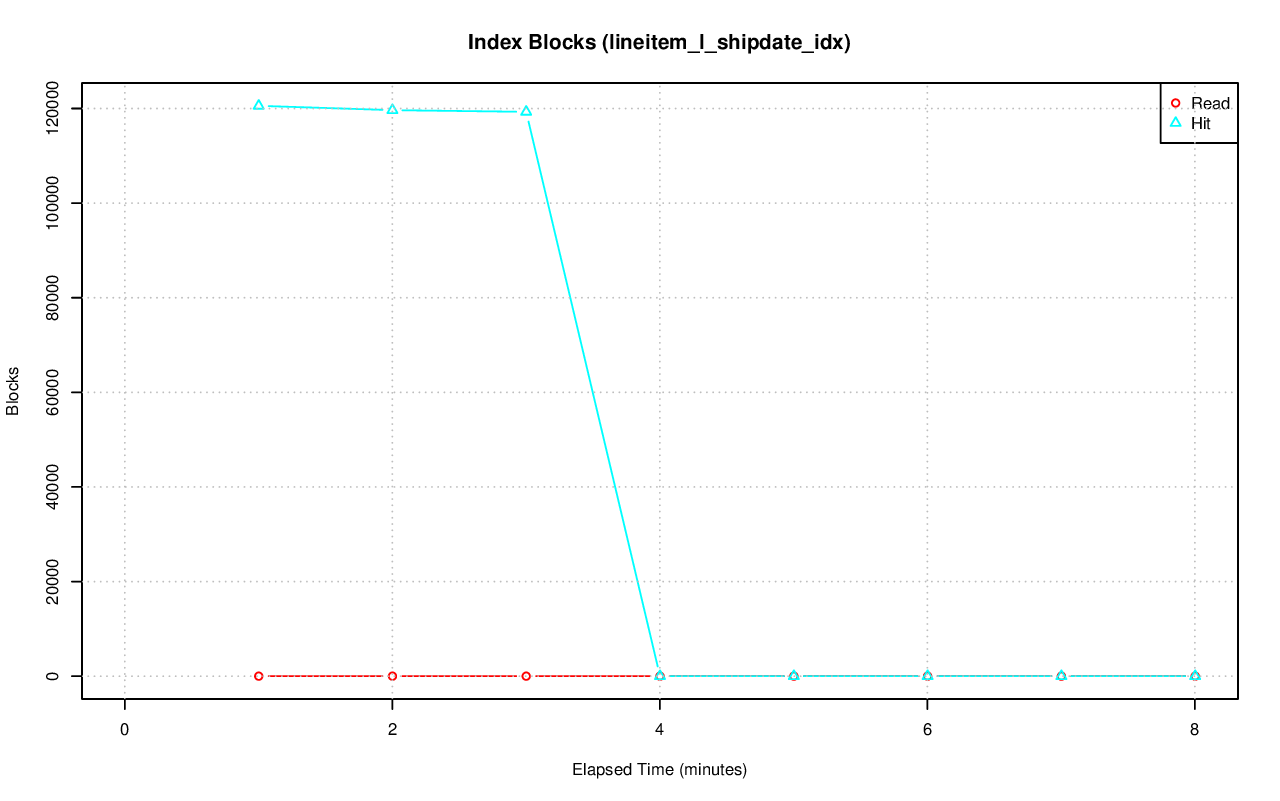 Index Blocks (lineitem_l_shipdate_idx)
Read
Hit
Blocks
120000
100000
80000
60000
40000
20000
0
0 2 4 6 8
Elapsed Time (minutes)